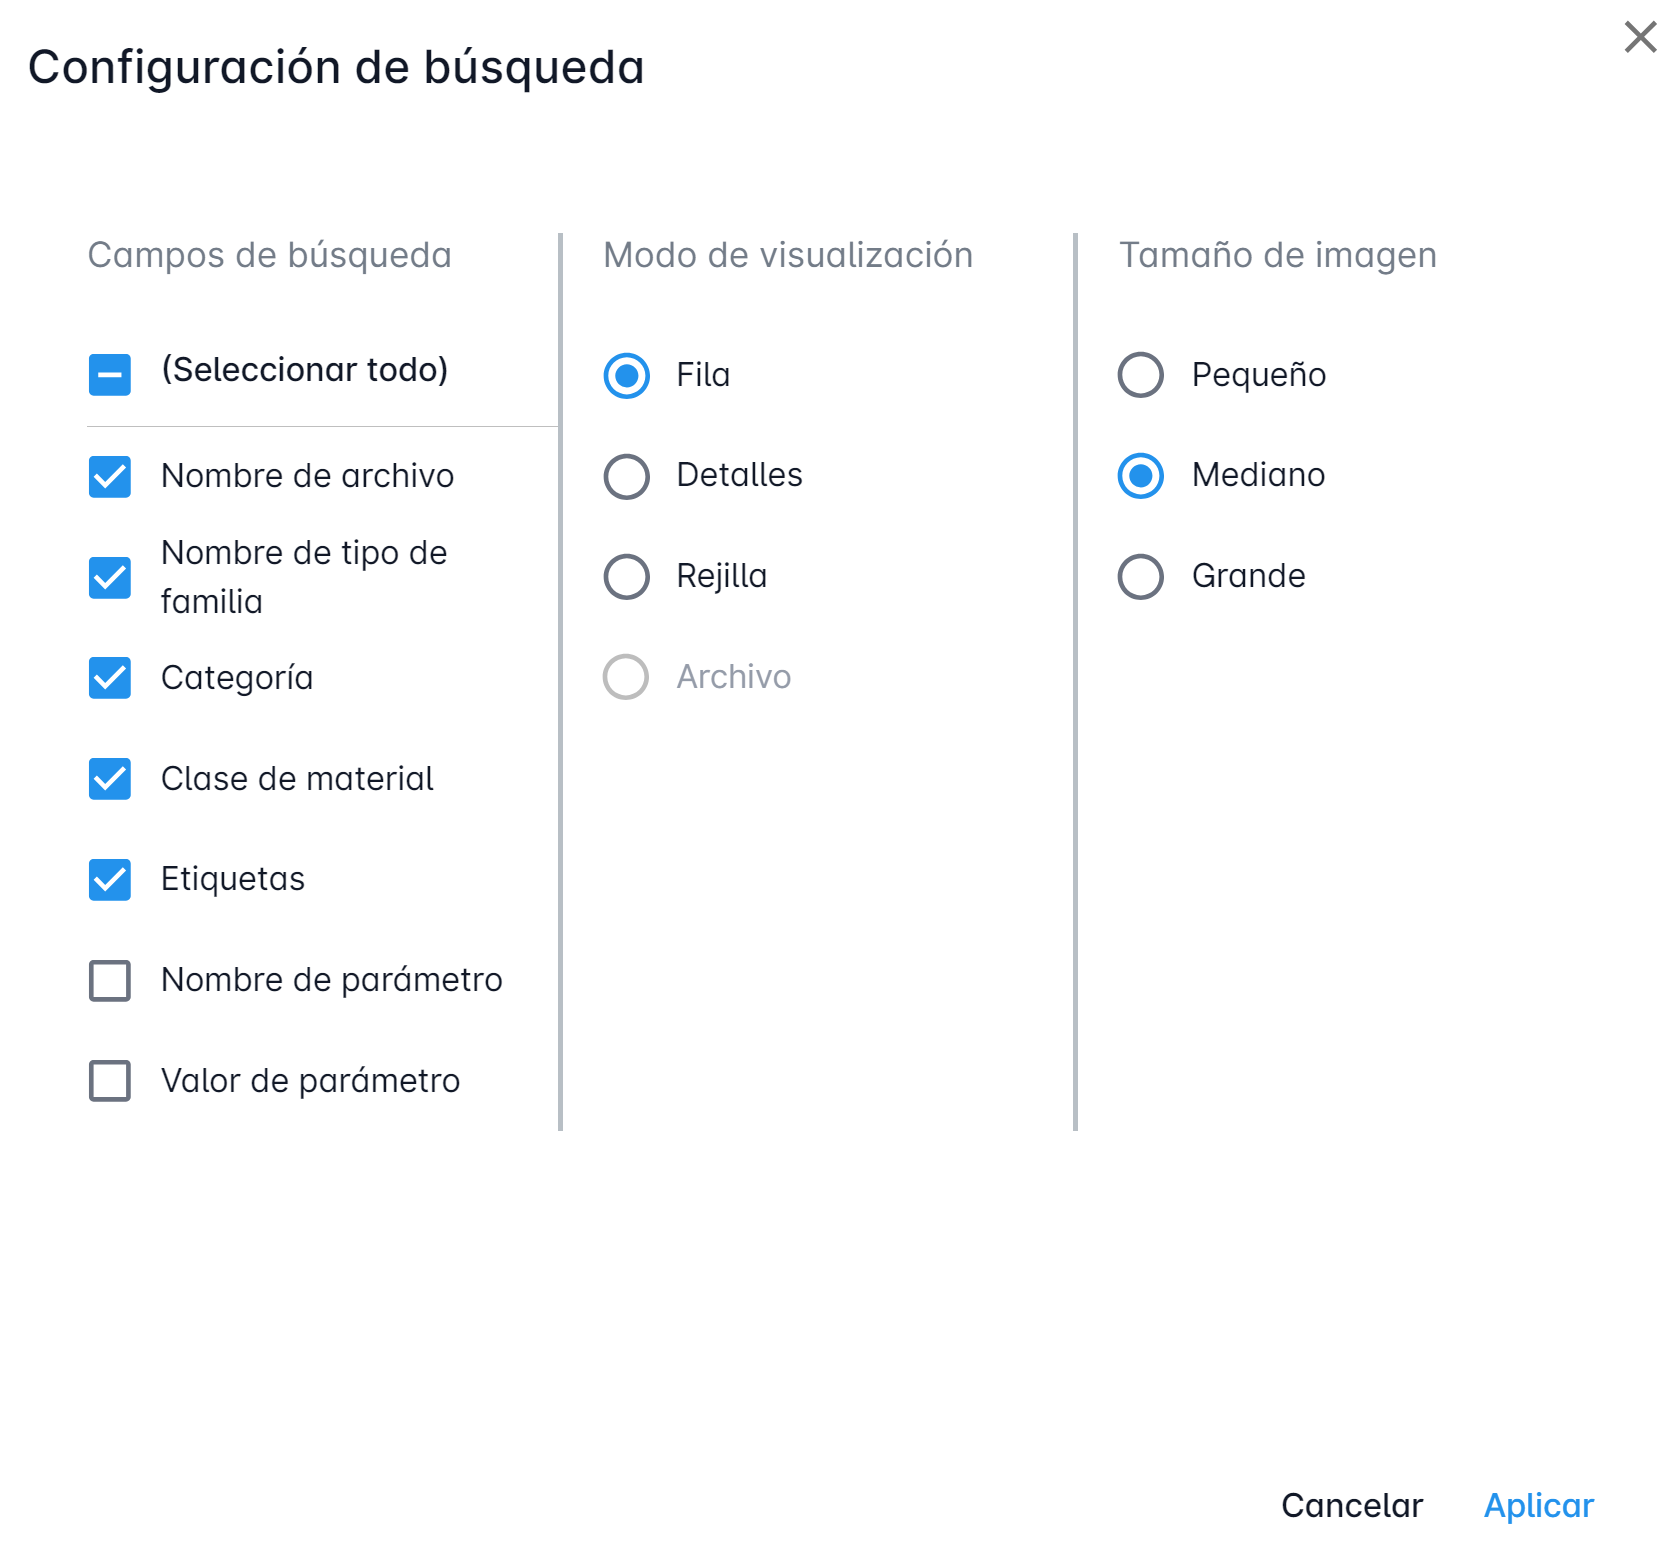 Configuración de búsqueda
Campos de búsqueda
(Seleccionar todo)
Nombre de archivo
Nombre de tipo de
familia
Categoría
Clase de material
Etiquetas
Nombre de parámetro
Valor de parámetro
Modo de visualización
Fila
Detalles
Rejilla
Archivo
Tamaño de imagen
Pequeño
Mediano
Grande
Cancelar
Aplicar